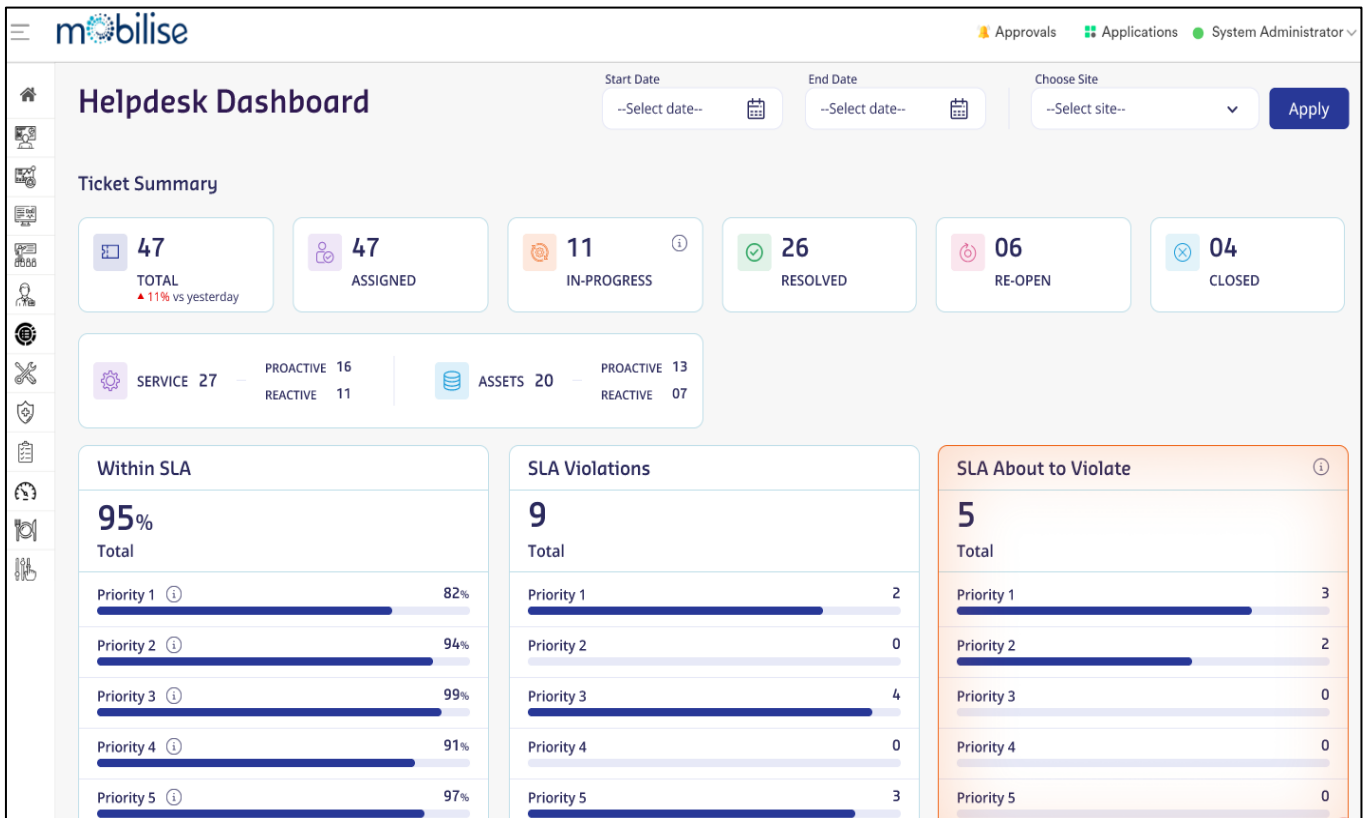 mobilise
Approvals Applications System Administrator
Helpdesk Dashboard
Start Date
--Select date--
End Date
--Select date--
Choose Site
--Select site--
Apply
Ticket Summary
47
TOTAL
11% vs yesterday
47
ASSIGNED
11
IN-PROGRESS
26
RESOLVED
06
RE-OPEN
04
CLOSED
SERVICE 27
PROACTIVE 16
REACTIVE 11
ASSETS 20
PROACTIVE 13
REACTIVE 07
Within SLA
95%
Total
Priority 1 82%
Priority 2 94%
Priority 3 99%
Priority 4 91%
Priority 5 97%
SLA Violations
9
Total
Priority 1 2
Priority 2 0
Priority 3 4
Priority 4 0
Priority 5 3
SLA About to Violate
5
Total
Priority 1 3
Priority 2 2
Priority 3 0
Priority 4 0
Priority 5 0